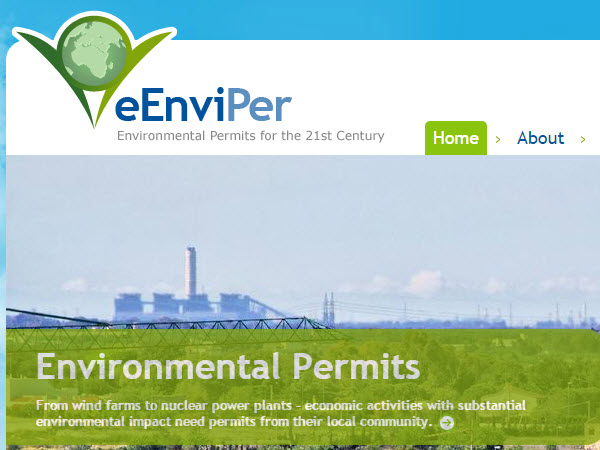 eEnviPer
Environmental Permits for the 21st Century
Home
About
Environmental Permits
From wind farms to nuclear power plants - economic activities with substantial
environmental impact need permits from their local community.